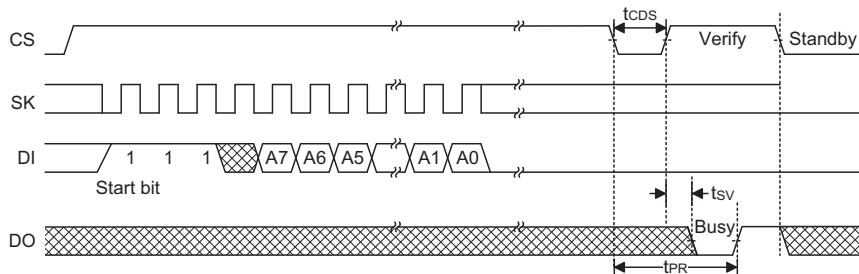 tCDS
CS Verify Standby
SK
DI 1 1 1 A7 A6 A5 A1 A0
Start bit
tSV
Busy
DO
tPR